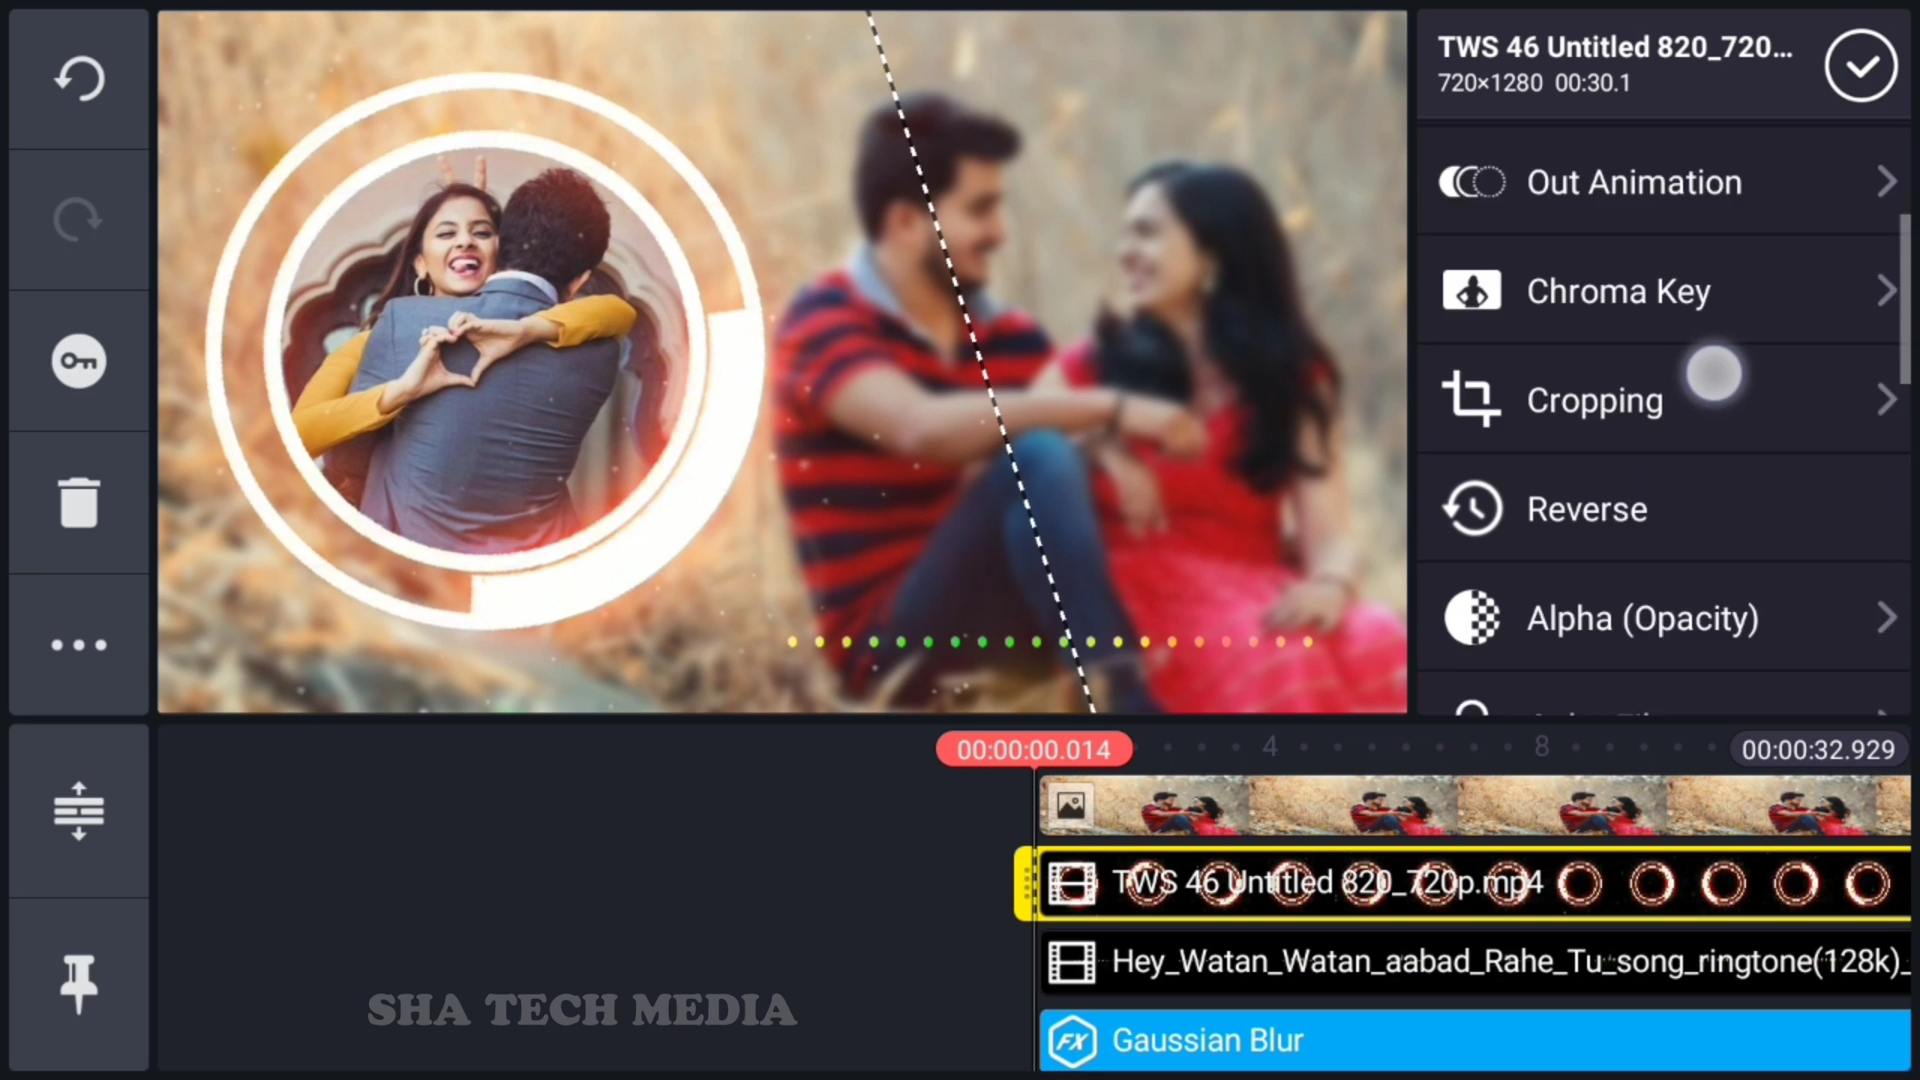 TWS 46 Untitled 820_720...
720×1280 00:30.1
Out Animation
Chroma Key
Cropping
Reverse
Alpha (Opacity)
00:00:00.014
4
8
00:00:32.929
TWS 46 Untitled 820_720p.mp4
Hey_Watan_Watan_aabad_Rahe_Tu_song_ringtone(128k)_
SHA TECH MEDIA
FX
Gaussian Blur